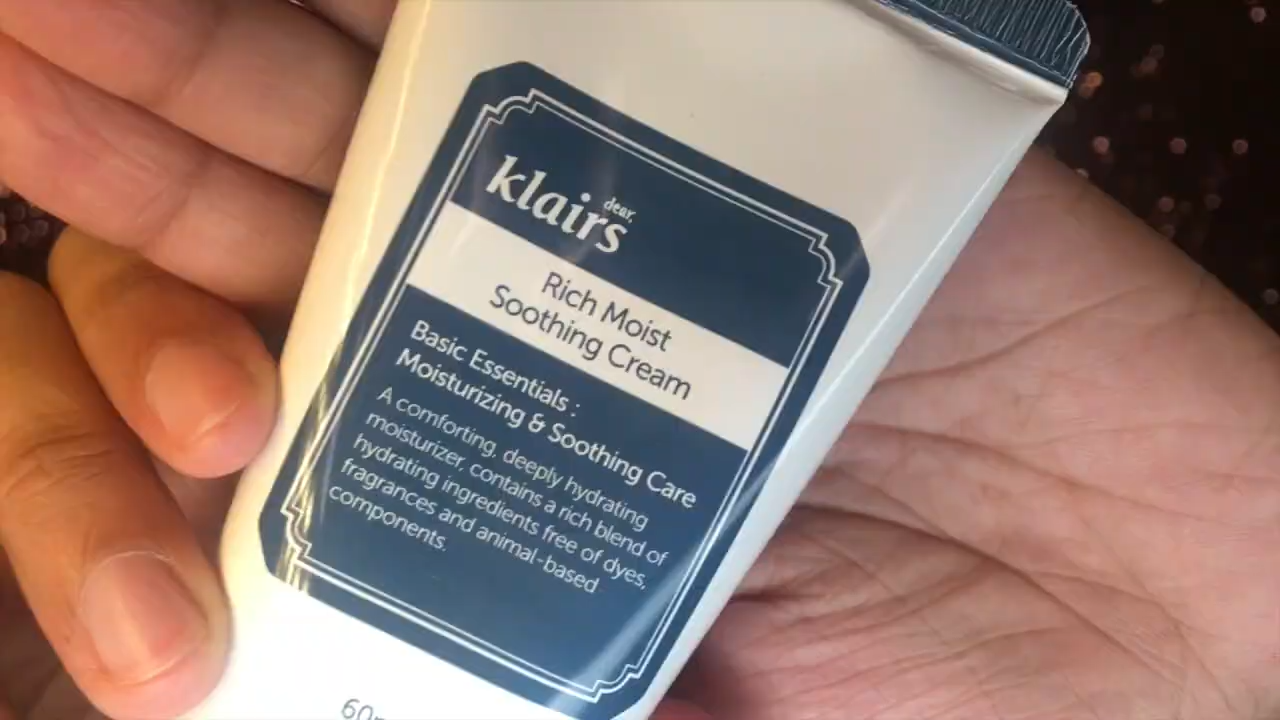 dear,
klairs
Rich Moist
Soothing Cream
Basic Essentials :
Moisturizing & Soothing Care
A comforting, deeply hydrating
moisturizer, contains a rich blend of
hydrating ingredients free of dyes,
fragrances and animal-based
components.